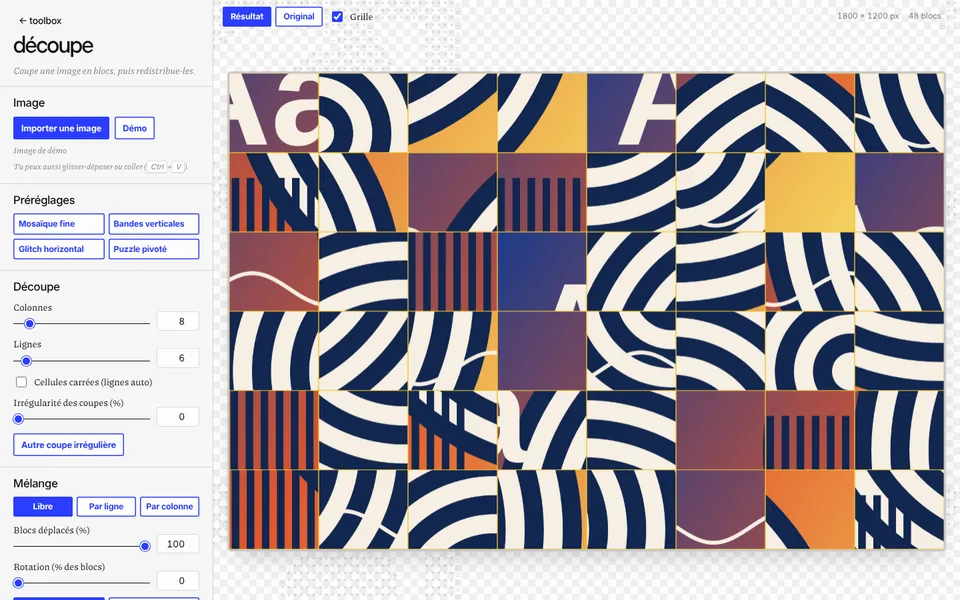 ← toolbox
découpe
Coupe une image en blocs, puis redistribue-les.
Image
Importer une image
Démo
Image de démo
Tu peux aussi glisser-déposer ou coller ( Ctrl + V ).
Préréglages
Mosaïque fine
Bandes verticales
Glitch horizontal
Puzzle pivoté
Découpe
Colonnes
8
Lignes
6
Cellules carrées (lignes auto)
Irrégularité des coupes (%)
0
Autre coupe irrégulière
Mélange
Libre
Par ligne
Par colonne
Blocs déplacés (%)
100
Rotation (% des blocs)
0
Résultat
Original
Grille
1800 × 1200 px
48 blocs
Aa
A